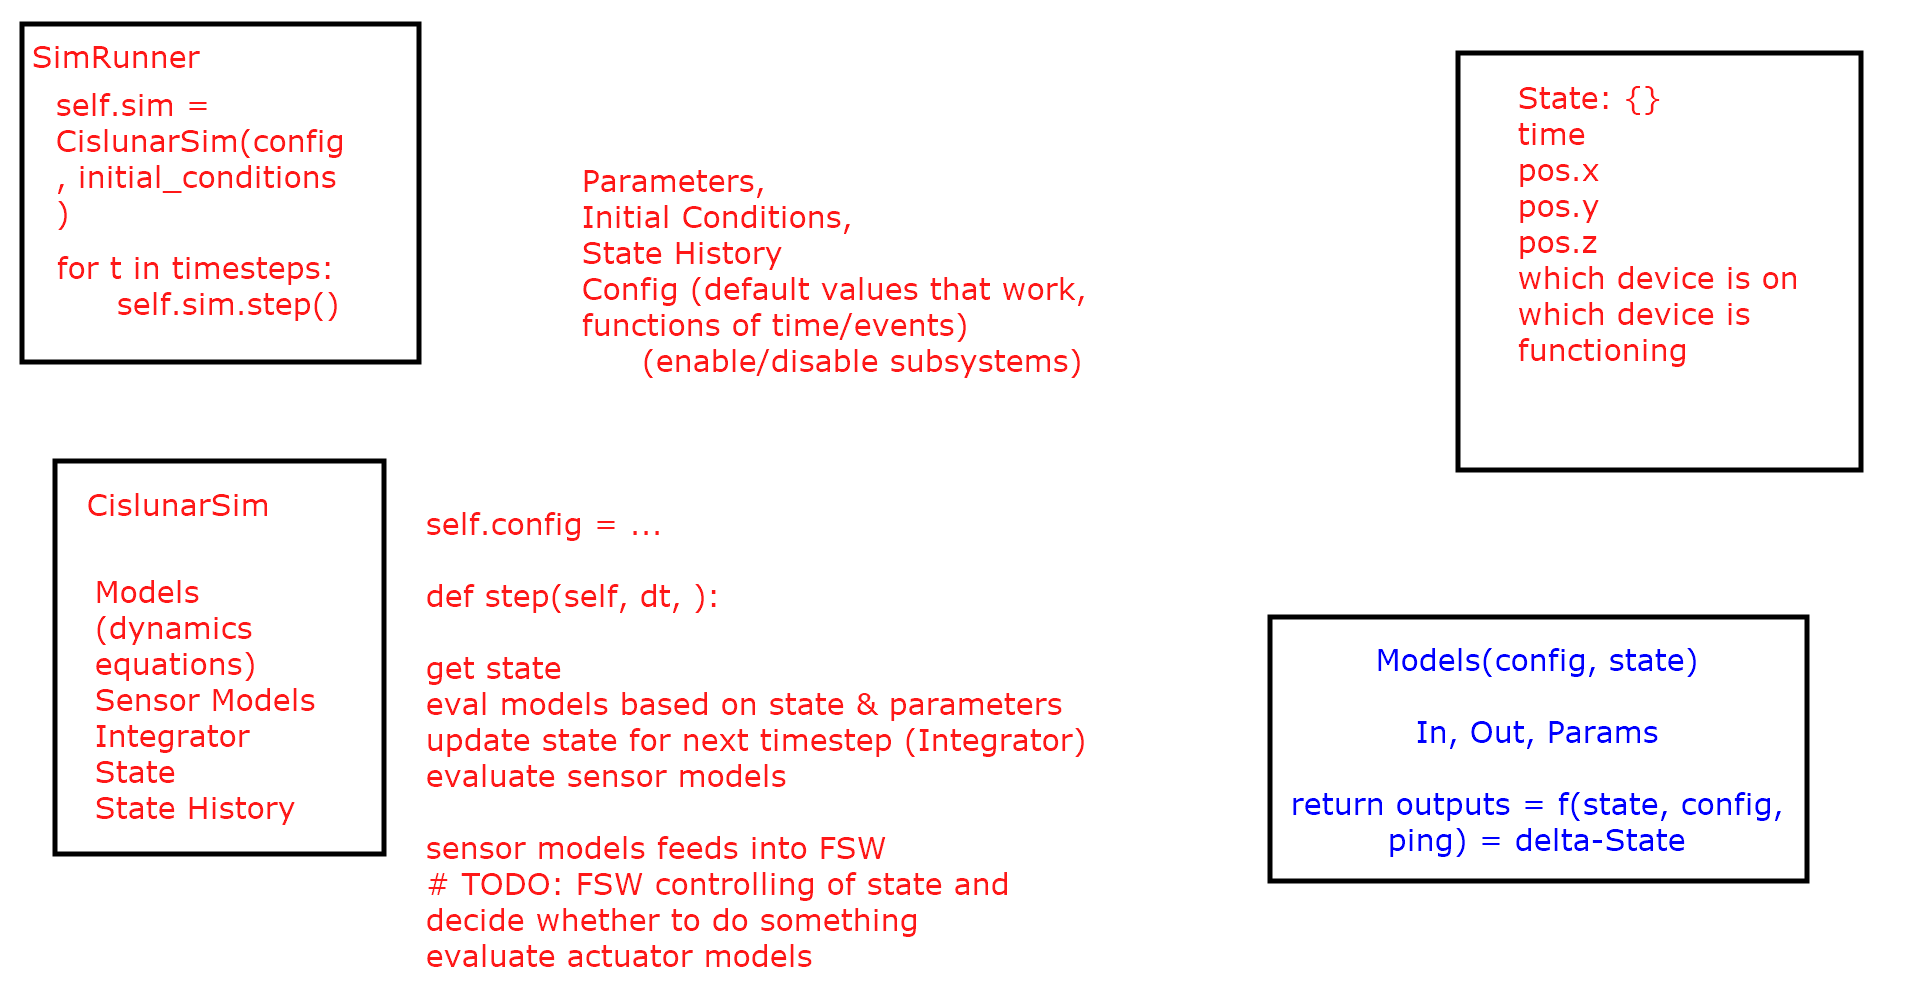 SimRunner
self.sim =
CislunarSim(config
, initial_conditions
)
for t in timesteps:
self.sim.step()
Parameters,
Initial Conditions,
State History
Config (default values that work,
functions of time/events)
(enable/disable subsystems)
State: {}
time
pos.x
pos.y
pos.z
which device is on
which device is
functioning
CislunarSim
Models
(dynamics
equations)
Sensor Models
Integrator
State
State History
self.config = ...
def step(self, dt, ):
get state
eval models based on state & parameters
update state for next timestep (Integrator)
evaluate sensor models
sensor models feeds into FSW
# TODO: FSW controlling of state and
decide whether to do something
evaluate actuator models
Models(config, state)
In, Out, Params
return outputs = f(state, config,
ping) = delta-State